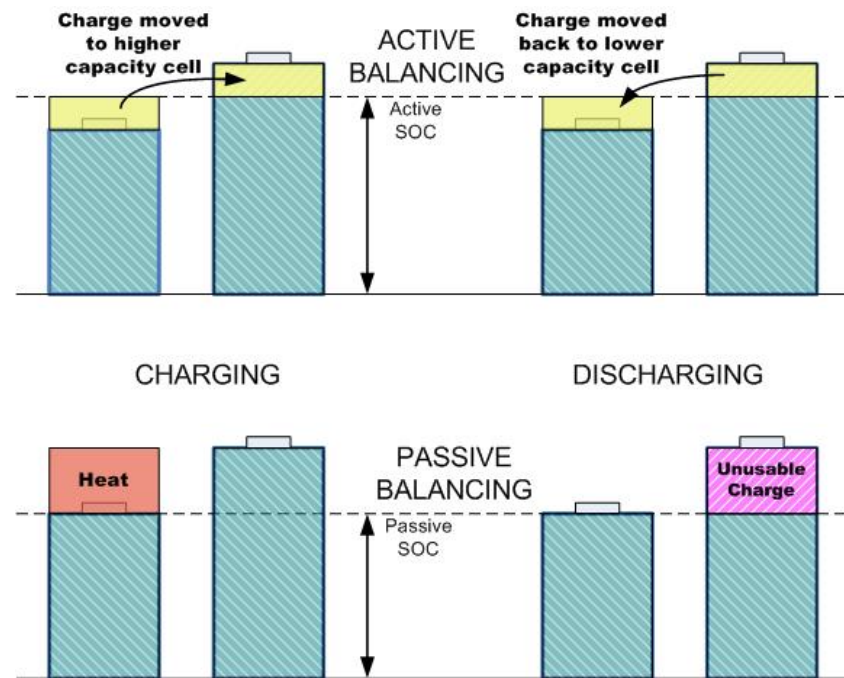 Charge moved
to higher
capacity cell
ACTIVE
BALANCING
Charge moved
back to lower
capacity cell
Active
SOC
CHARGING
DISCHARGING
Heat
PASSIVE
BALANCING
Unusable
Charge
Passive
SOC